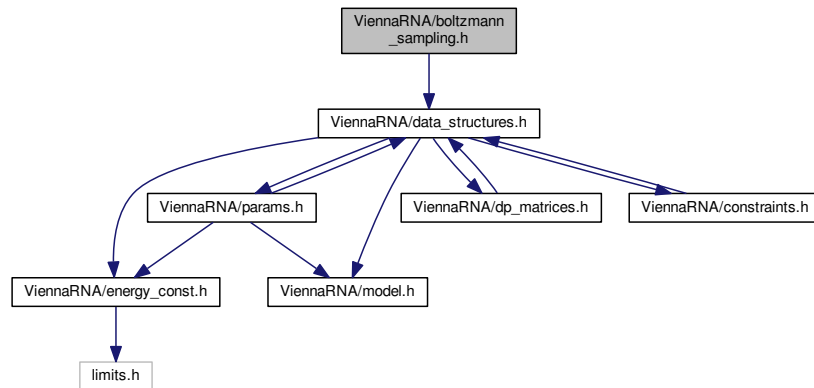 ViennaRNA/boltzmann
_sampling.h
ViennaRNA/data_structures.h
ViennaRNA/params.h
ViennaRNA/dp_matrices.h
ViennaRNA/constraints.h
ViennaRNA/energy_const.h
ViennaRNA/model.h
limits.h